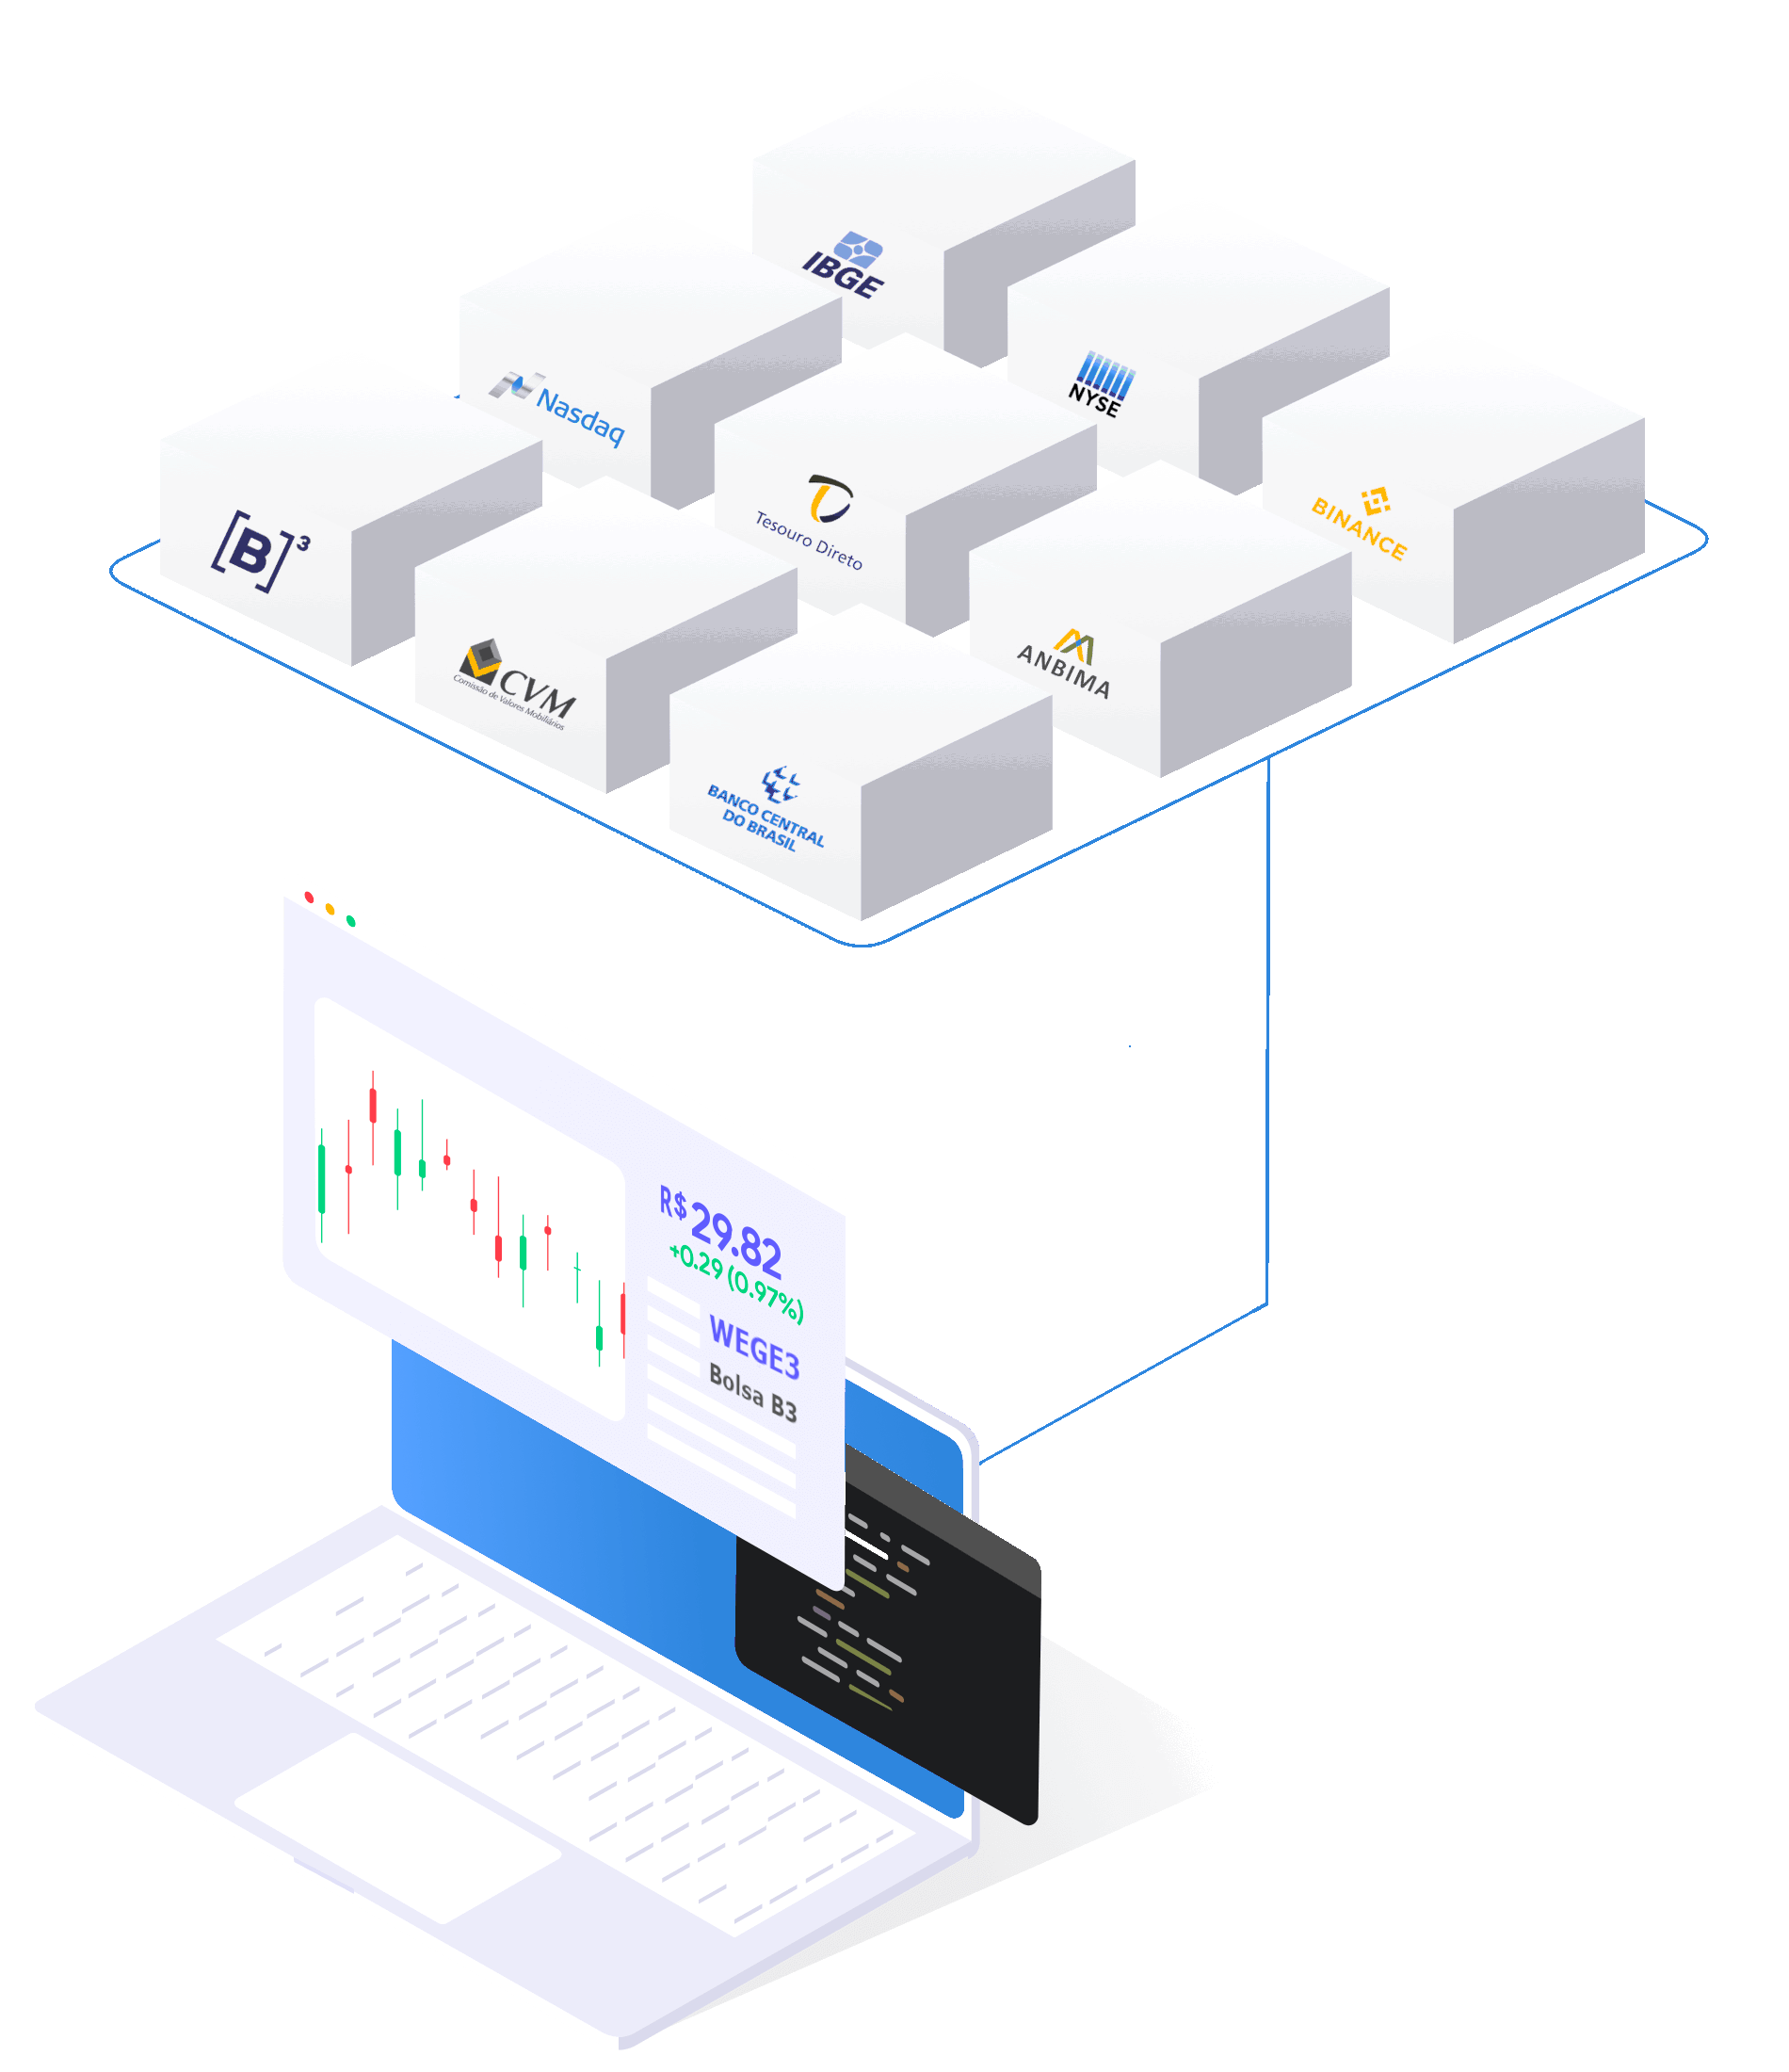 IBGE
Nasdaq
NYSE
[B]³
Tesouro Direto
BINANCE
CVM
Comissão de Valores Mobiliários
ANBIMA
BANCO CENTRAL
DO BRASIL
R$29.82
+0.29 (0.97%)
WEGE3
Bolsa B3